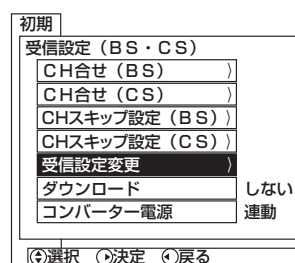 初期
受信設定（ＢＳ・ＣＳ）
ＣＨ合せ（ＢＳ） 〉
ＣＨ合せ（ＣＳ） 〉
CHスキップ設定（ＢＳ）〉
CHスキップ設定（ＣＳ）〉
受信設定変更 〉
ダウンロード しない
コンバーター電源 連動
選択 決定 戻る